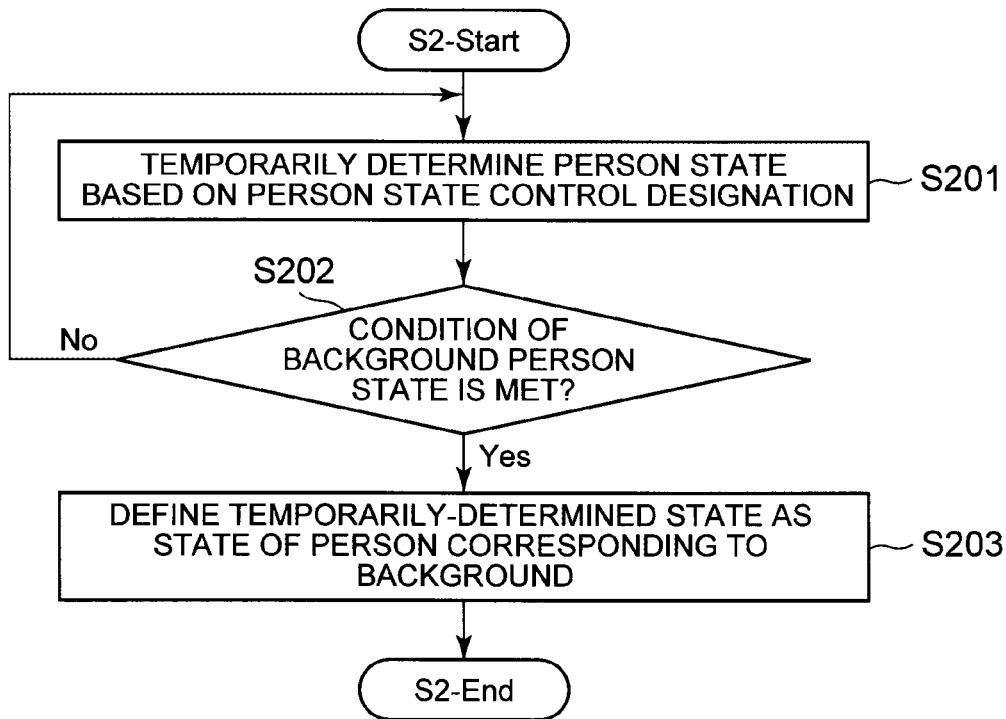 S2-Start
TEMPORARILY DETERMINE PERSON STATE
BASED ON PERSON STATE CONTROL DESIGNATION
S201
S202
CONDITION OF
BACKGROUND PERSON
STATE IS MET?
No
Yes
DEFINE TEMPORARILY-DETERMINED STATE AS
STATE OF PERSON CORRESPONDING TO
BACKGROUND
S203
S2-End